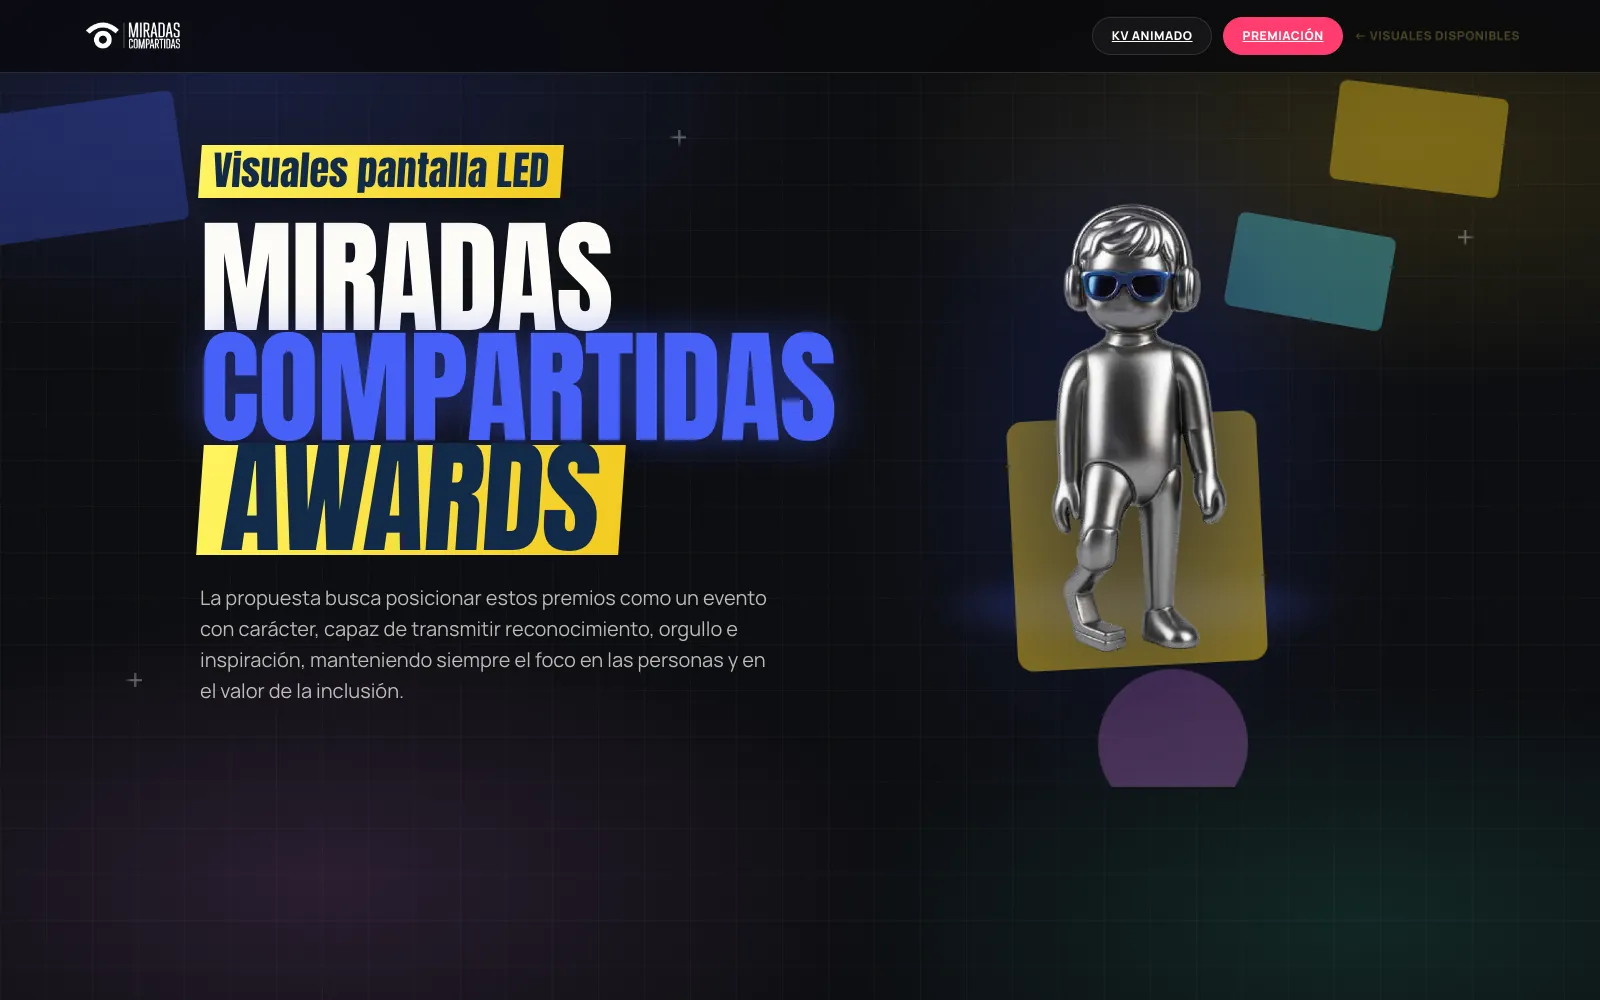 MIRADAS
COMPARTIDAS
KV ANIMADO
PREMIACIÓN
← VISUALES DISPONIBLES
Visuales pantalla LED
MIRADAS
COMPARTIDAS
AWARDS
La propuesta busca posicionar estos premios como un evento
con carácter, capaz de transmitir reconocimiento, orgullo e
inspiración, manteniendo siempre el foco en las personas y en
el valor de la inclusión.